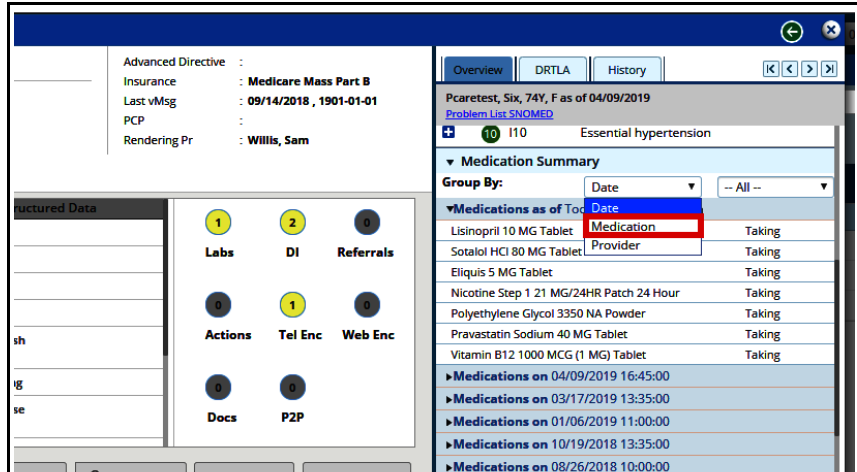 Advanced Directive :
Insurance : Medicare Mass Part B
Last vMsg : 09/14/2018 , 1901-01-01
PCP :
Rendering Pr : Willis, Sam
ructured Data
sh
se
1
Labs
2
DI
0
Referrals
0
Actions
1
Tel Enc
0
Web Enc
0
Docs
0
P2P
Overview DRTLA History
Pcaretest, Six, 74Y, F as of 04/09/2019
Problem List SNOMED
10 I10 Essential hypertension
Medication Summary
Group By: Date -- All --
Date
Medication
Provider
Medications as of
Lisinopril 10 MG Tablet Taking
Sotalol HCl 80 MG Tablet Taking
Eliquis 5 MG Tablet Taking
Nicotine Step 1 21 MG/24HR Patch 24 Hour Taking
Polyethylene Glycol 3350 NA Powder Taking
Pravastatin Sodium 40 MG Tablet Taking
Vitamin B12 1000 MCG (1 MG) Tablet Taking
Medications on 04/09/2019 16:45:00
Medications on 03/17/2019 13:35:00
Medications on 01/06/2019 11:00:00
Medications on 10/19/2018 13:35:00
Medications on 08/26/2018 10:00:00